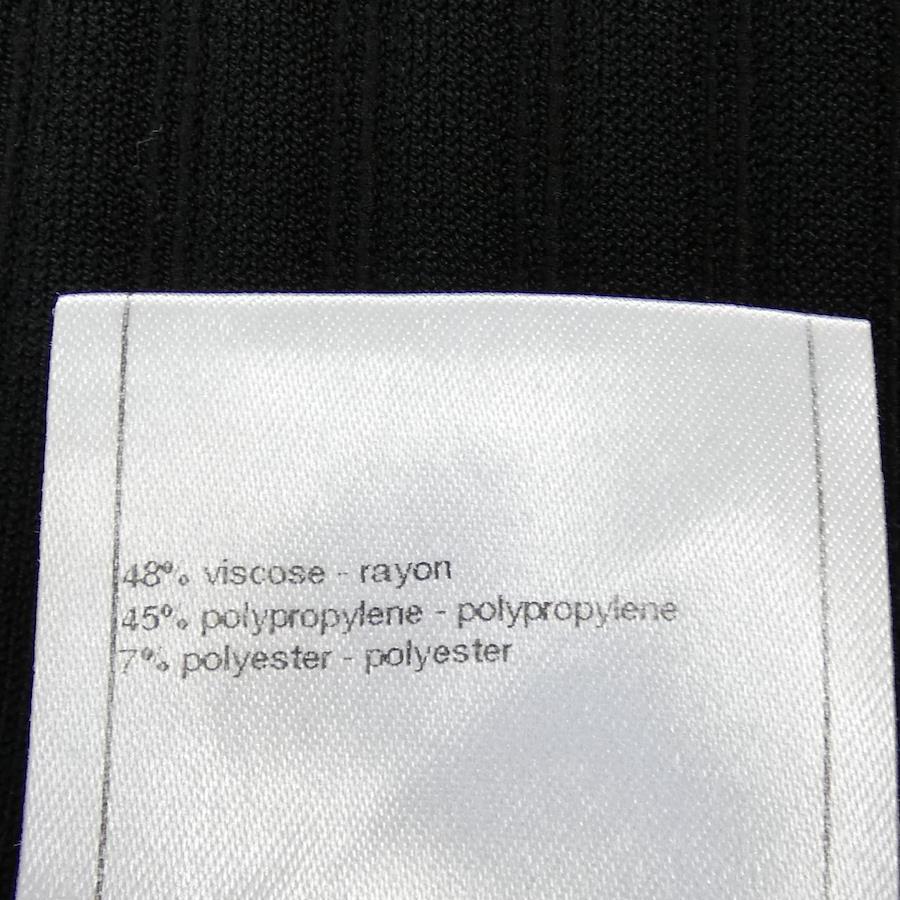 48% viscose - rayon
45% polypropylene - polypropylene
7% polyester - polyester